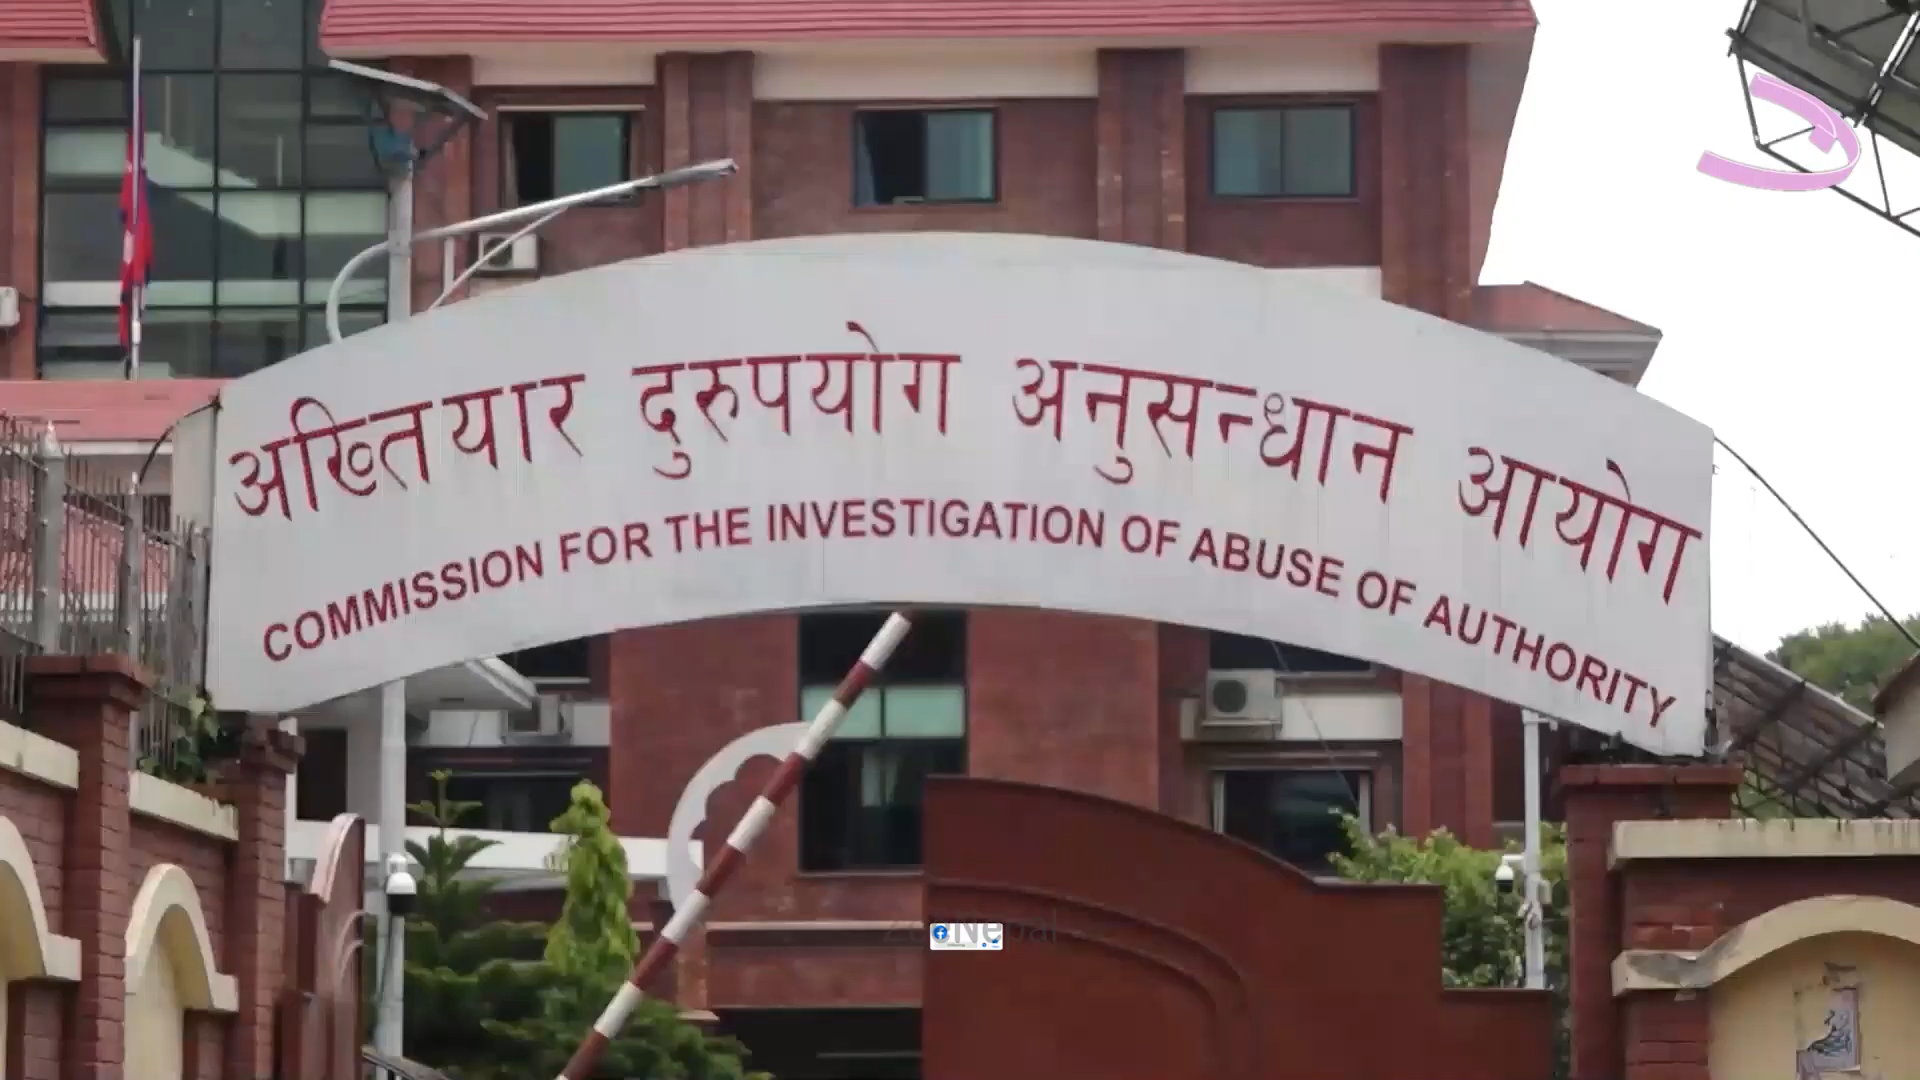 अख्तियार दुरुपयोग अनुसन्धान आयोग
COMMISSION FOR THE INVESTIGATION OF ABUSE OF AUTHORITY